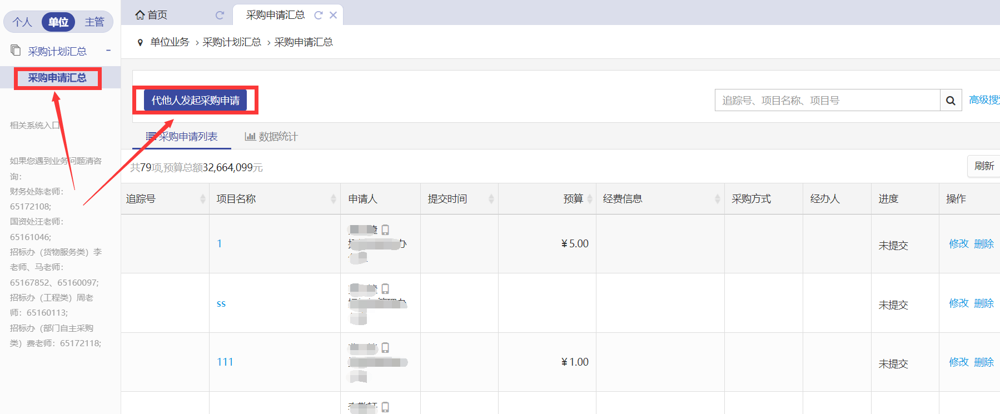 个人 单位 主管
采购计划汇总 -
采购申请汇总
相关系统入口
如果您遇到业务问题清咨
询：
财务处陈老师：
65172108;
国资处汪老师：
65161046;
招标办（货物服务类）李
老师、马老师：
65167852、65160097;
招标办（工程类）周老
师：65160113;
招标办（部门自主采购
类）费老师：65172118;
首页 采购申请汇总
单位业务 › 采购计划汇总 › 采购申请汇总
代他人发起采购申请 追踪号、项目名称、项目号 高级搜
采购申请列表 数据统计
共79项,预算总额32,664,099元 刷新
追踪号 项目名称 申请人 提交时间 预算 经费信息 采购方式 经办人 进度 操作
1 ¥5.00 未提交 修改 删除
ss 未提交 修改 删除
111 ¥1.00 未提交 修改 删除